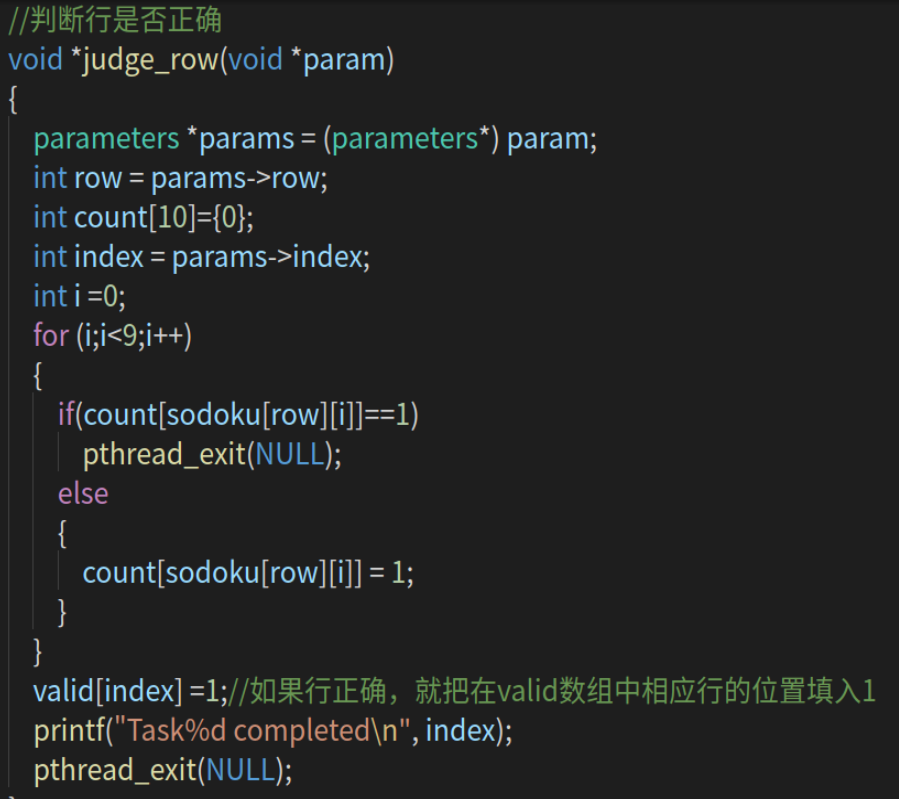 //判断行是否正确
void *judge_row(void *param)
{
parameters *params = (parameters*) param;
int row = params->row;
int count[10]={0};
int index = params->index;
int i =0;
for (i;i<9;i++)
{
if(count[sodoku[row][i]]==1)
pthread_exit(NULL);
else
{
count[sodoku[row][i]] = 1;
}
}
valid[index] =1;//如果行正确，就把在valid数组中相应行的位置填入1
printf("Task%d completed\n", index);
pthread_exit(NULL);